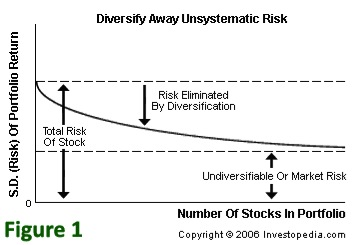 Diversify Away Unsystematic Risk
S.D. (Risk) Of Portfolio Return
Risk Eliminated
By Diversification
Total Risk
Of Stock
Undiversifiable Or Market Risk
0
Number Of Stocks In Portfolio
Figure 1
Copyright © 2006 Investopedia.com